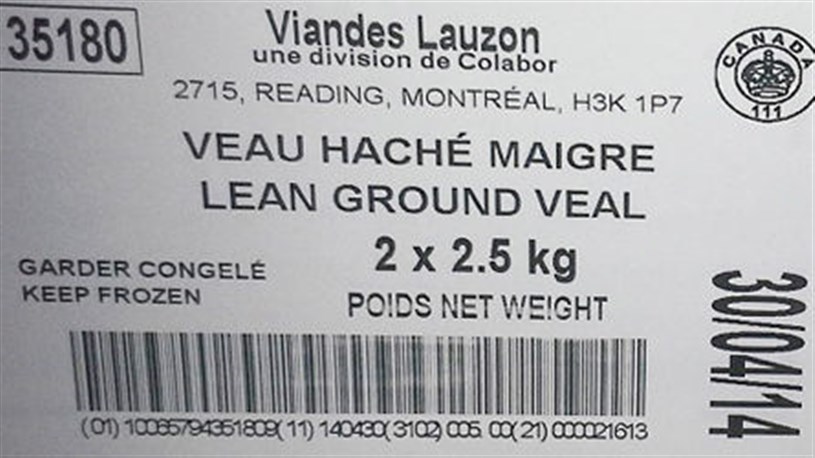 35180
Viandes Lauzon
une division de Colabor
2715, READING, MONTRÉAL, H3K 1P7
CANADA
111
VEAU HACHÉ MAIGRE
LEAN GROUND VEAL
2 x 2.5 kg
GARDER CONGELÉ
KEEP FROZEN
POIDS NET WEIGHT
30/04/14
(01) 10065794351809(11) 140430(3102) 005.00(21) 000021613